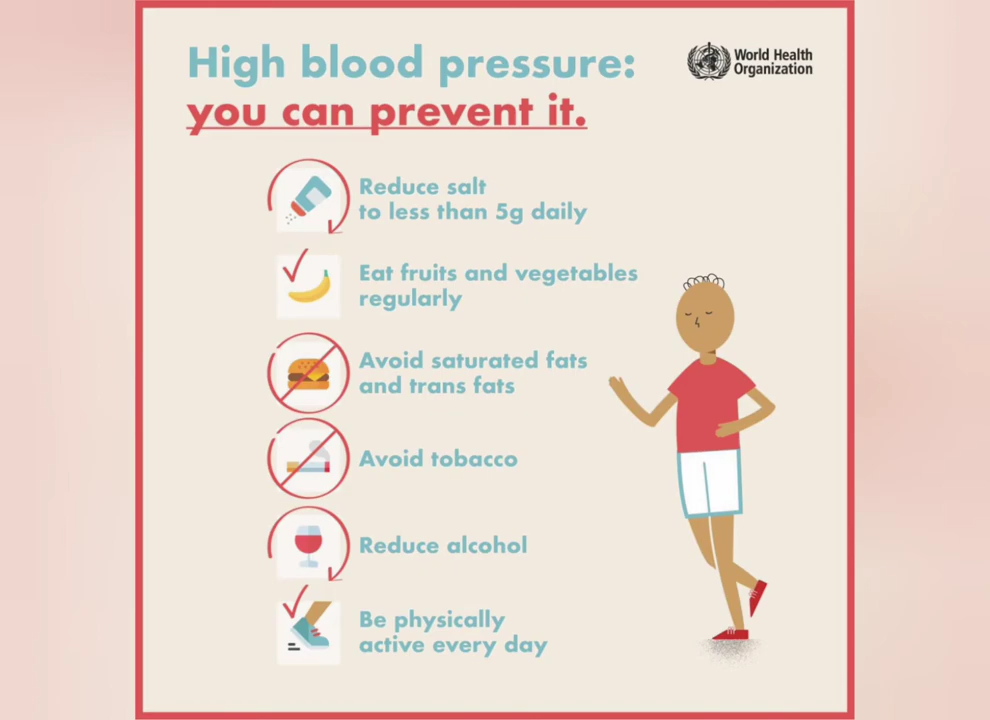 High blood pressure:
you can prevent it.
World Health
Organization
Reduce salt
to less than 5g daily
Eat fruits and vegetables
regularly
Avoid saturated fats
and trans fats
Avoid tobacco
Reduce alcohol
Be physically
active every day